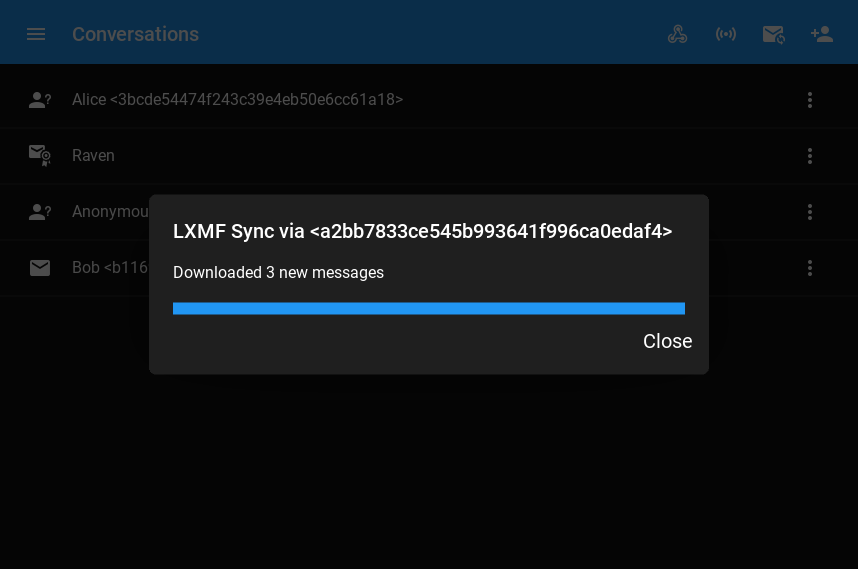 Conversations
Alice <3bcde54474f243c39e4eb50e6cc61a18>
Raven
Anonymou
Bob <b116
LXMF Sync via <a2bb7833ce545b993641f996ca0edaf4>
Downloaded 3 new messages
Close